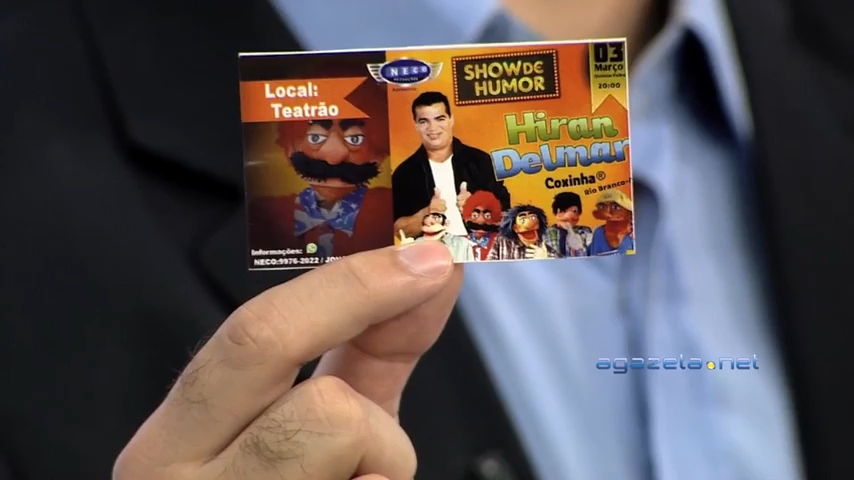 Local:
Teatrão
NECO
SHOW DE
HUMOR
03
Março
20:00
Hiran
Delmar
Coxinha®
Rio Branco-
Informações:
NECO:9976-2022 /
agazeta.net